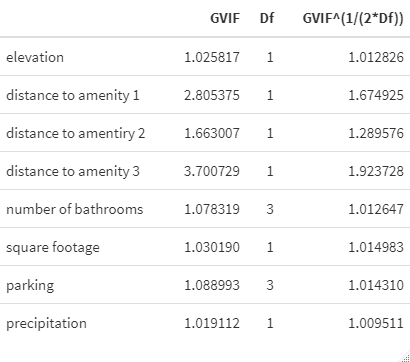 GVIF Df GVIF^(1/(2*Df))
elevation 1.025817 1 1.012826
distance to amenity 1 2.805375 1 1.674925
distance to amentiry 2 1.663007 1 1.289576
distance to amenity 3 3.700729 1 1.923728
number of bathrooms 1.078319 3 1.012647
square footage 1.030190 1 1.014983
parking 1.088993 3 1.014310
precipitation 1.019112 1 1.009511